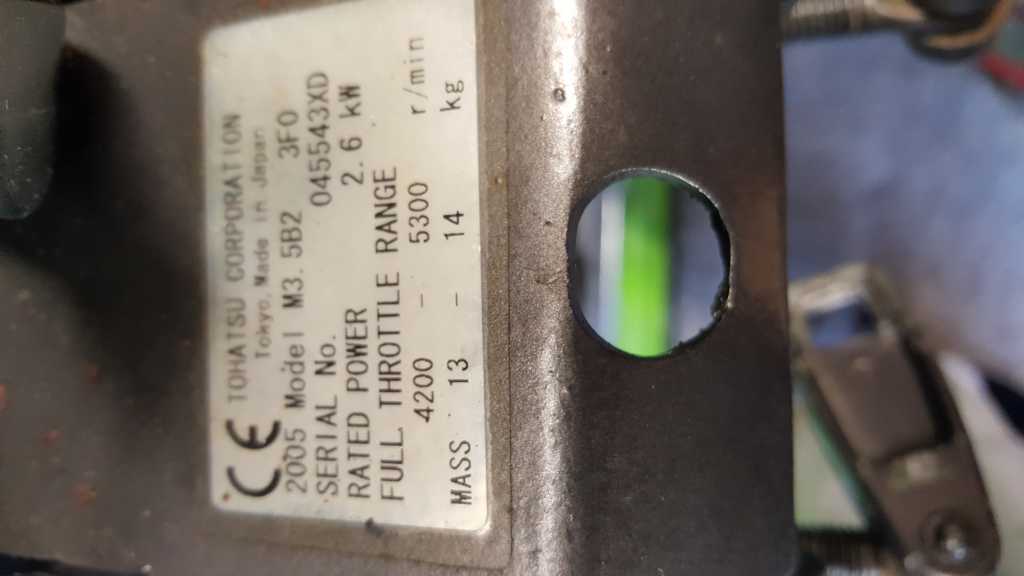 CE TOHATSU CORPORATION
Tokyo, Made in Japan
2005 Model M3.5B2 3F0
SERIAL No. 045543XD
RATED POWER 2.6 kW
FULL THROTTLE RANGE
4200 - 5300 r/min
MASS 13 - 14 kg